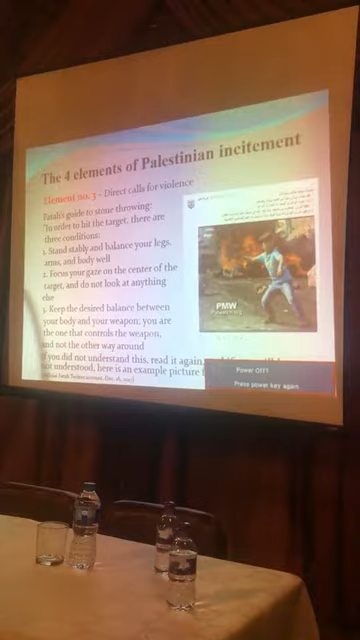 The 4 elements of Palestinian incitement
Element no. 3 – Direct calls for violence
Fatah's guide to stone throwing:
"In order to hit the target, there are
three conditions:
1. Stand stably and balance your legs,
arms, and body well
2. Focus your gaze on the center of the
target, and do not look at anything
else
3. Keep the desired balance between
your body and your weapon; you are
the one that controls the weapon,
and not the other way around
If you did not understand this, read it again,
not understood, here is an example picture
PMW
Power Off?
Press power key again